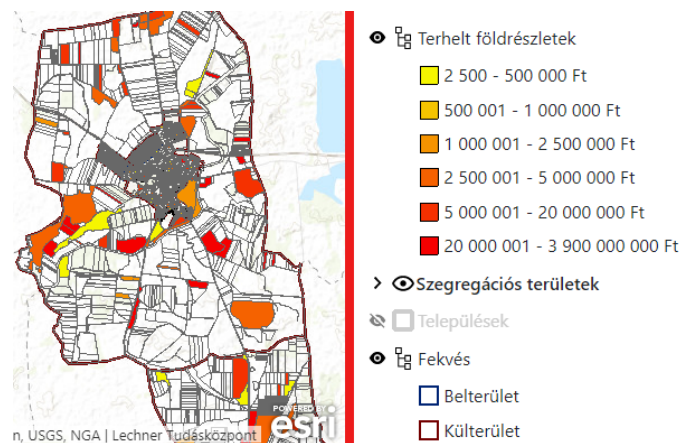 Terhelt földrészletek
2 500 - 500 000 Ft
500 001 - 1 000 000 Ft
1 000 001 - 2 500 000 Ft
2 500 001 - 5 000 000 Ft
5 000 001 - 20 000 000 Ft
20 000 001 - 3 900 000 000 Ft
Szegregációs területek
Települések
Fekvés
Belterület
Külterület
POWERED BY
esri
n, USGS, NGA | Lechner Tudásközpont